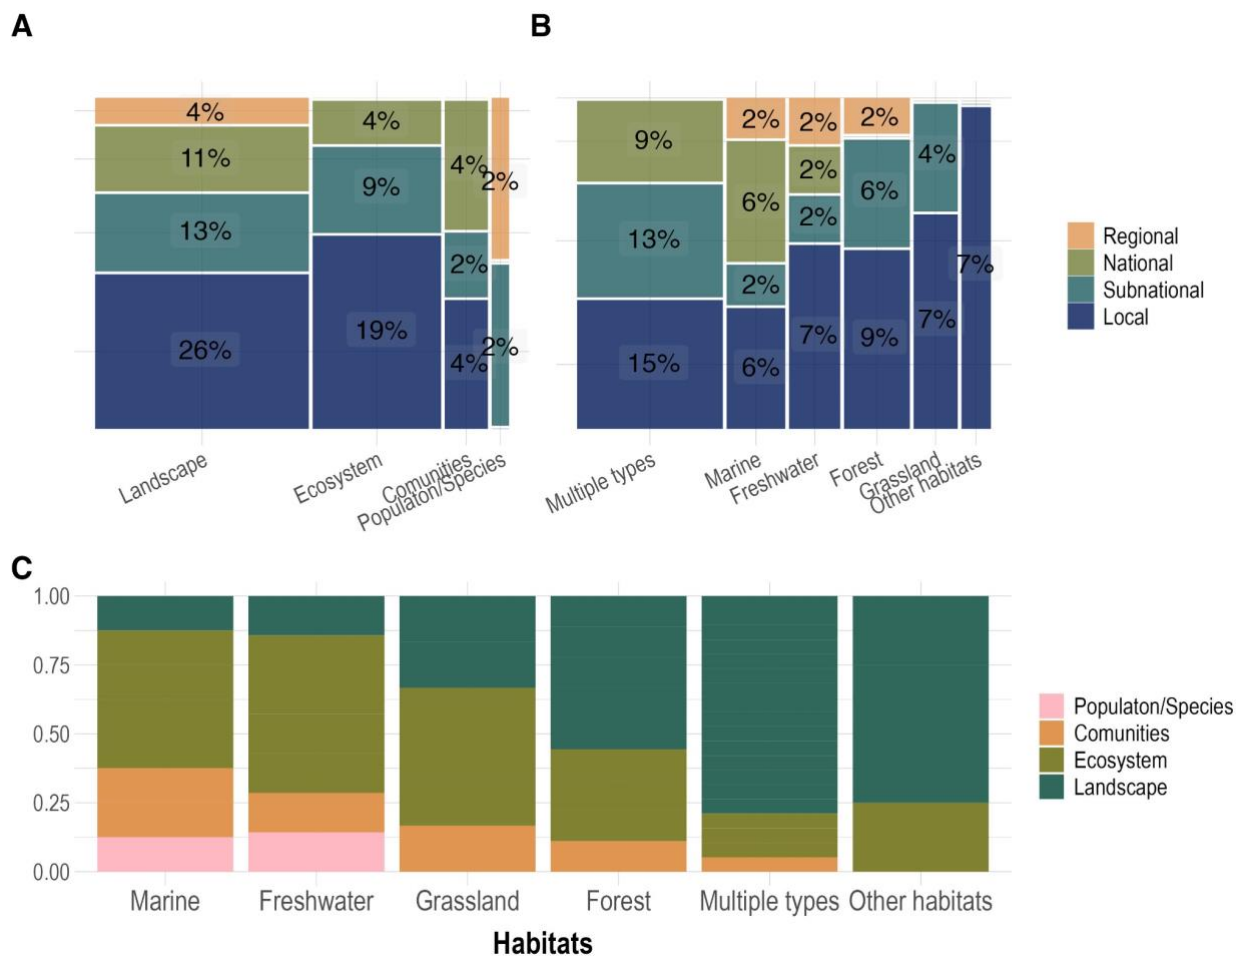 A
B
4%
11%
13%
26%
4%
9%
19%
4%
2%
4%
2%
2%
9%
13%
15%
2%
6%
2%
6%
2%
2%
2%
7%
2%
6%
9%
4%
7%
7%
Regional
National
Subnational
Local
Landscape
Ecosystem
Comunities
Populaton/Species
Multiple types
Marine
Freshwater
Forest
Grassland
Other habitats
C
1.00
0.75
0.50
0.25
0.00
Populaton/Species
Comunities
Ecosystem
Landscape
Marine Freshwater Grassland Forest Multiple types Other habitats
Habitats